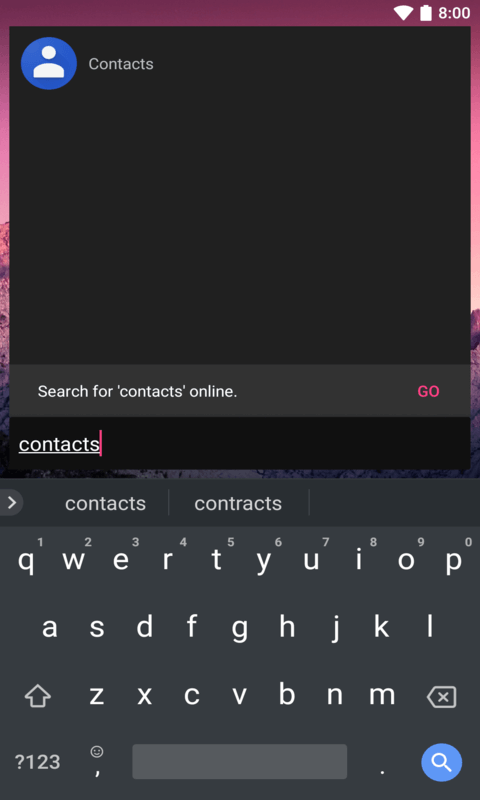 8:00
Contacts
Search for 'contacts' online. GO
contacts
contacts contracts
1 2 3 4 5 6 7 8 9 0
q w e r t y u i o p
a s d f g h j k l
z x c v b n m
?123 , .